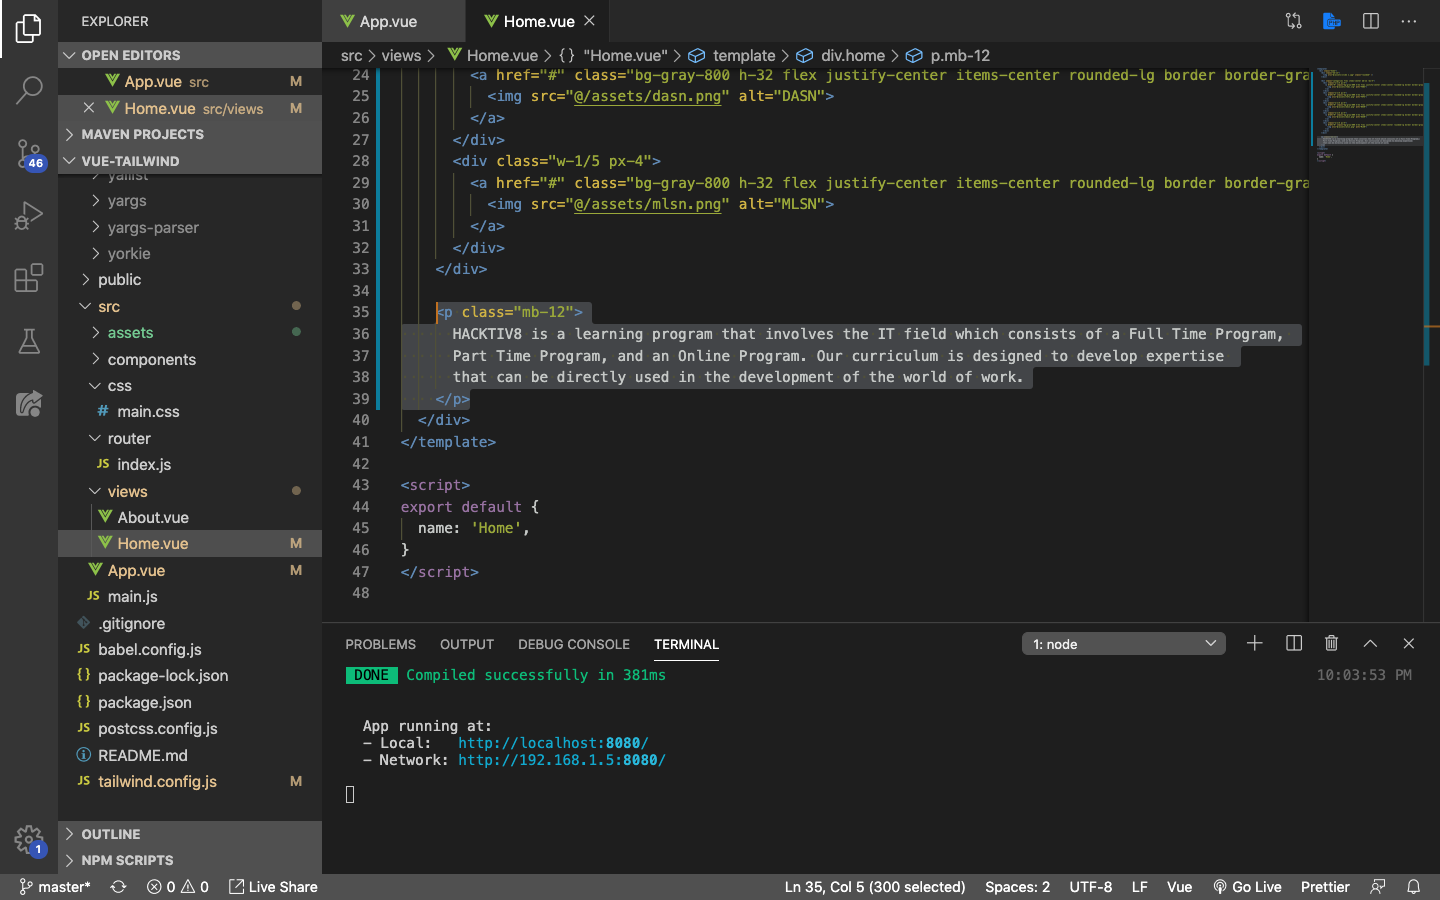 EXPLORER
OPEN EDITORS
App.vue src M
Home.vue src/views M
MAVEN PROJECTS
VUE-TAILWIND
yallist
yargs
yargs-parser
yorkie
public
src
assets
components
css
# main.css
router
JS index.js
views
About.vue
Home.vue M
App.vue M
JS main.js
.gitignore
JS babel.config.js
{} package-lock.json
{} package.json
JS postcss.config.js
README.md
JS tailwind.config.js M
OUTLINE
NPM SCRIPTS
46
1
App.vue
Home.vue
src > views > Home.vue > {} "Home.vue" > template > div.home > p.mb-12
24 <a href="#" class="bg-gray-800 h-32 flex justify-center items-center rounded-lg border border-gra
25 <img src="@/assets/dasn.png" alt="DASN">
26 </a>
27 </div>
28 <div class="w-1/5 px-4">
29 <a href="#" class="bg-gray-800 h-32 flex justify-center items-center rounded-lg border border-gra
30 <img src="@/assets/mlsn.png" alt="MLSN">
31 </a>
32 </div>
33 </div>
34
35 <p class="mb-12">
36 HACKTIV8 is a learning program that involves the IT field which consists of a Full Time Program,
37 Part Time Program, and an Online Program. Our curriculum is designed to develop expertise
38 that can be directly used in the development of the world of work.
39 </p>
40 </div>
41 </template>
42
43 <script>
44 export default {
45 name: 'Home',
46 }
47 </script>
48
PROBLEMS OUTPUT DEBUG CONSOLE TERMINAL 1: node
DONE Compiled successfully in 381ms 10:03:53 PM
App running at:
- Local: http://localhost:8080/
- Network: http://192.168.1.5:8080/
master* 0 0 Live Share Ln 35, Col 5 (300 selected) Spaces: 2 UTF-8 LF Vue Go Live Prettier